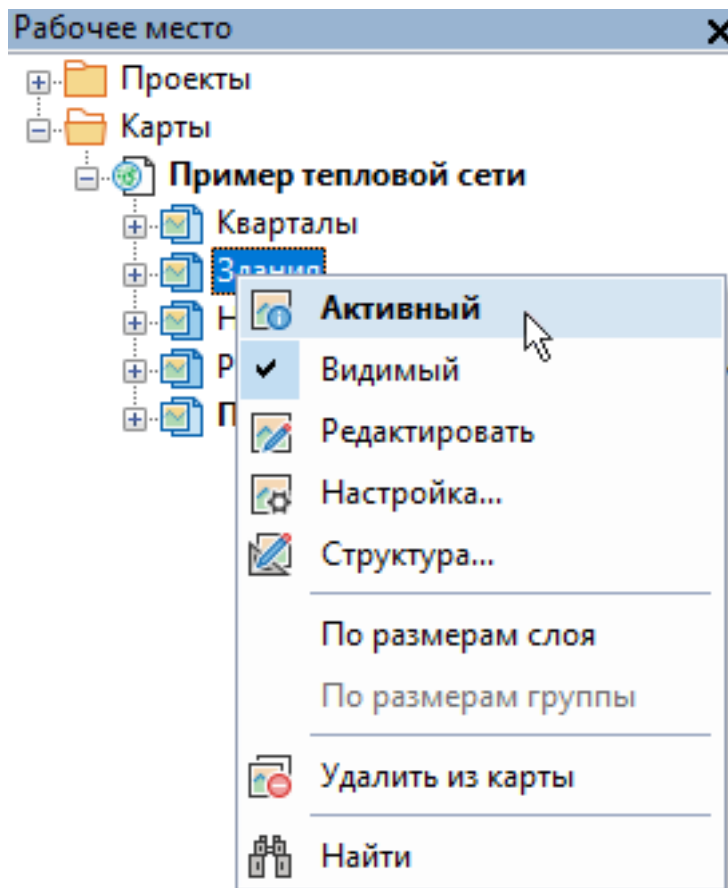 Рабочее место
Проекты
Карты
Пример тепловой сети
Кварталы
Здания
Активный
Видимый
Редактировать
Настройка...
Структура...
По размерам слоя
По размерам группы
Удалить из карты
Найти